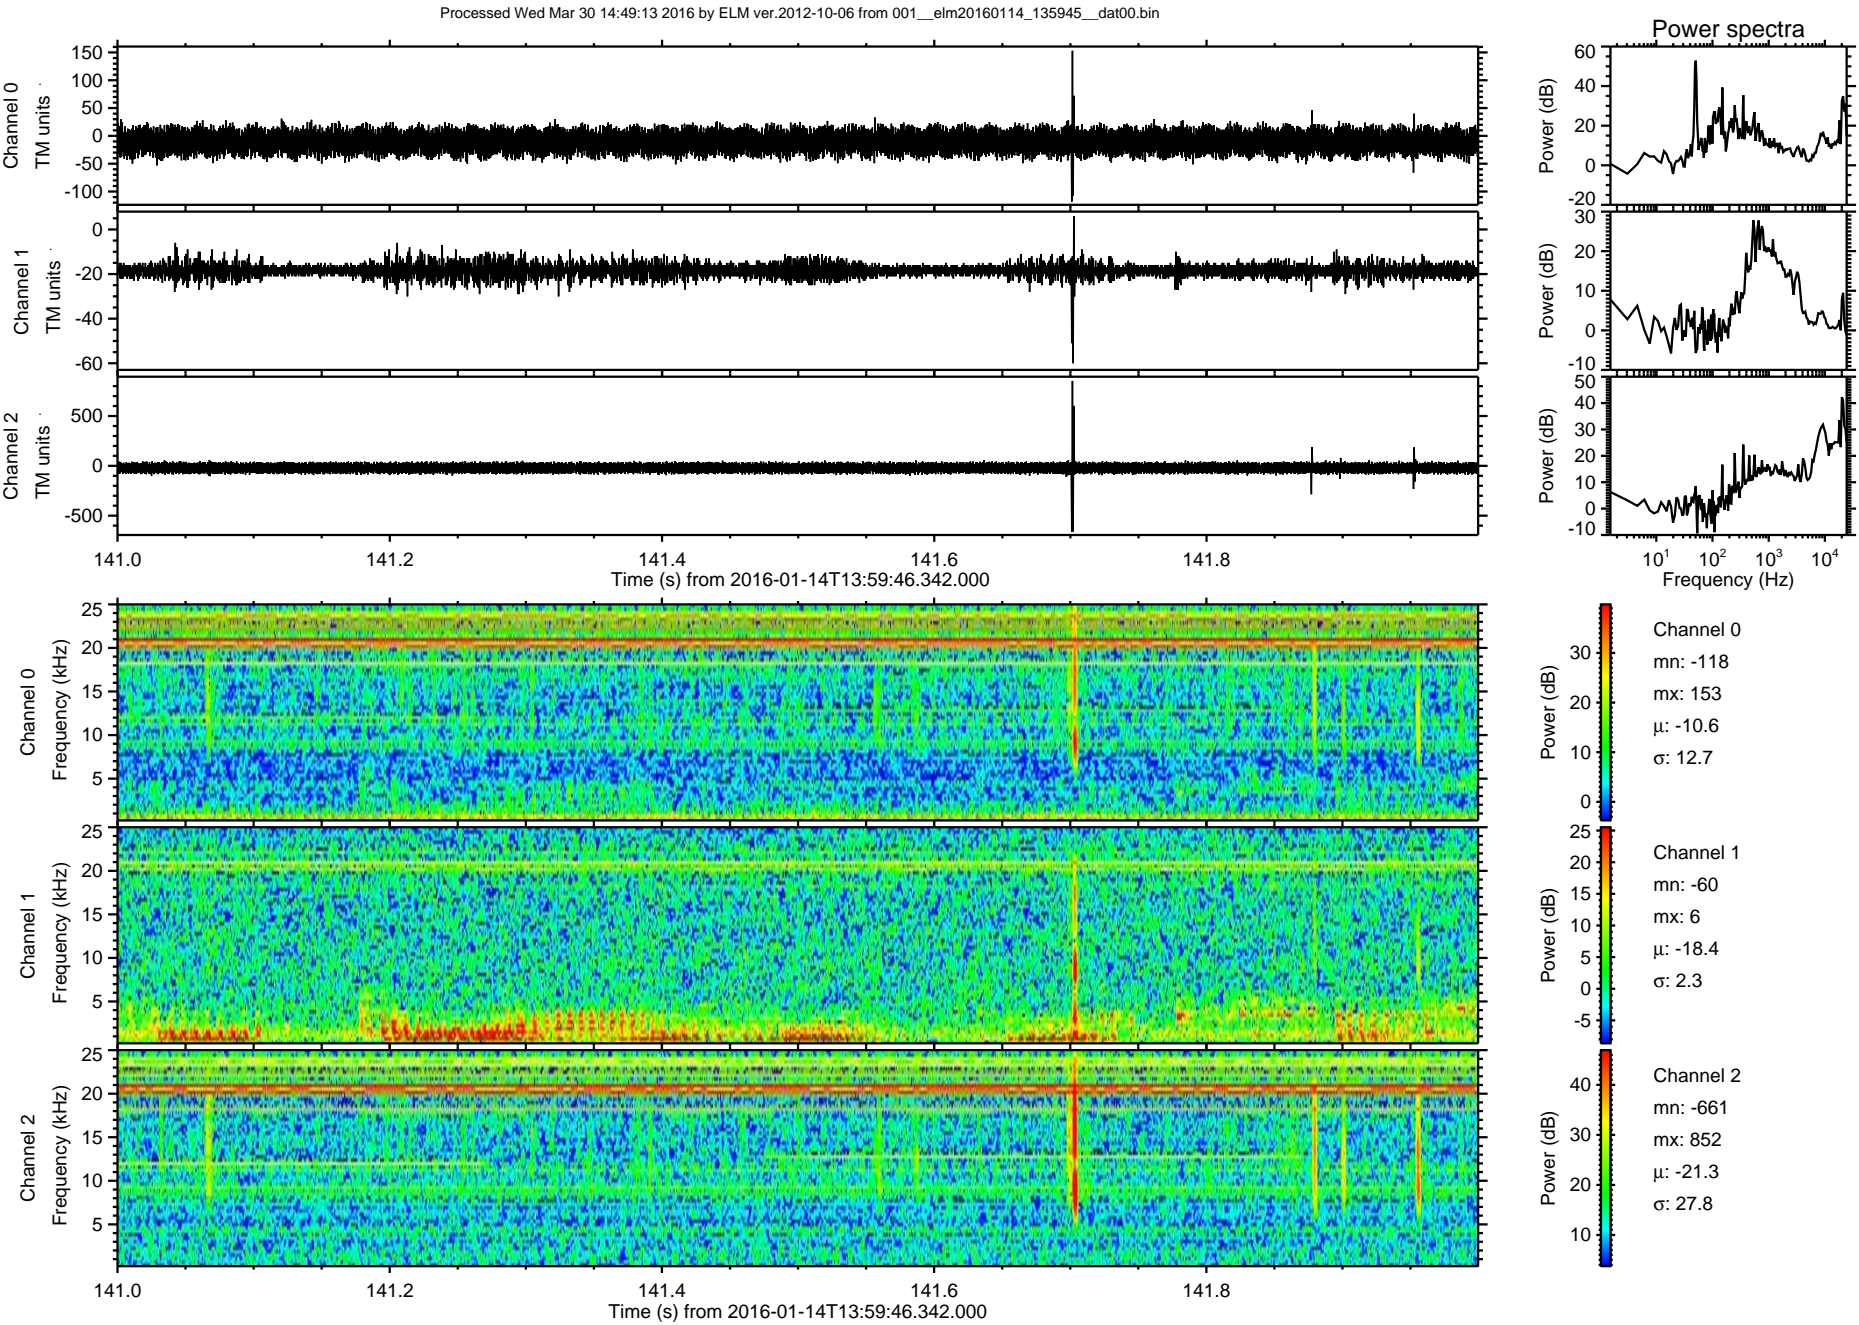 Processed Wed Mar 30 14:49:13 2016 by ELM ver.2012-10-06 from 001__elm20160114_135945__dat00.bin
Power spectra
Channel 0
TM units
150
100
50
0
-50
-100
Power (dB)
60
40
20
0
-20
Channel 1
TM units
0
-20
-40
-60
Power (dB)
30
20
10
0
-10
Channel 2
TM units
500
0
-500
Power (dB)
50
40
30
20
10
0
-10
141.0 141.2 141.4 141.6 141.8
Time (s) from 2016-01-14T13:59:46.342.000
10^1 10^2 10^3 10^4
Frequency (Hz)
Channel 0
Frequency (kHz)
25
20
15
10
5
Power (dB)
30
20
10
0
Channel 0
mn: -118
mx: 153
μ: -10.6
σ: 12.7
Channel 1
Frequency (kHz)
25
20
15
10
5
Power (dB)
25
20
15
10
5
0
-5
Channel 1
mn: -60
mx: 6
μ: -18.4
σ: 2.3
Channel 2
Frequency (kHz)
25
20
15
10
5
Power (dB)
40
30
20
10
Channel 2
mn: -661
mx: 852
μ: -21.3
σ: 27.8
141.0 141.2 141.4 141.6 141.8
Time (s) from 2016-01-14T13:59:46.342.000